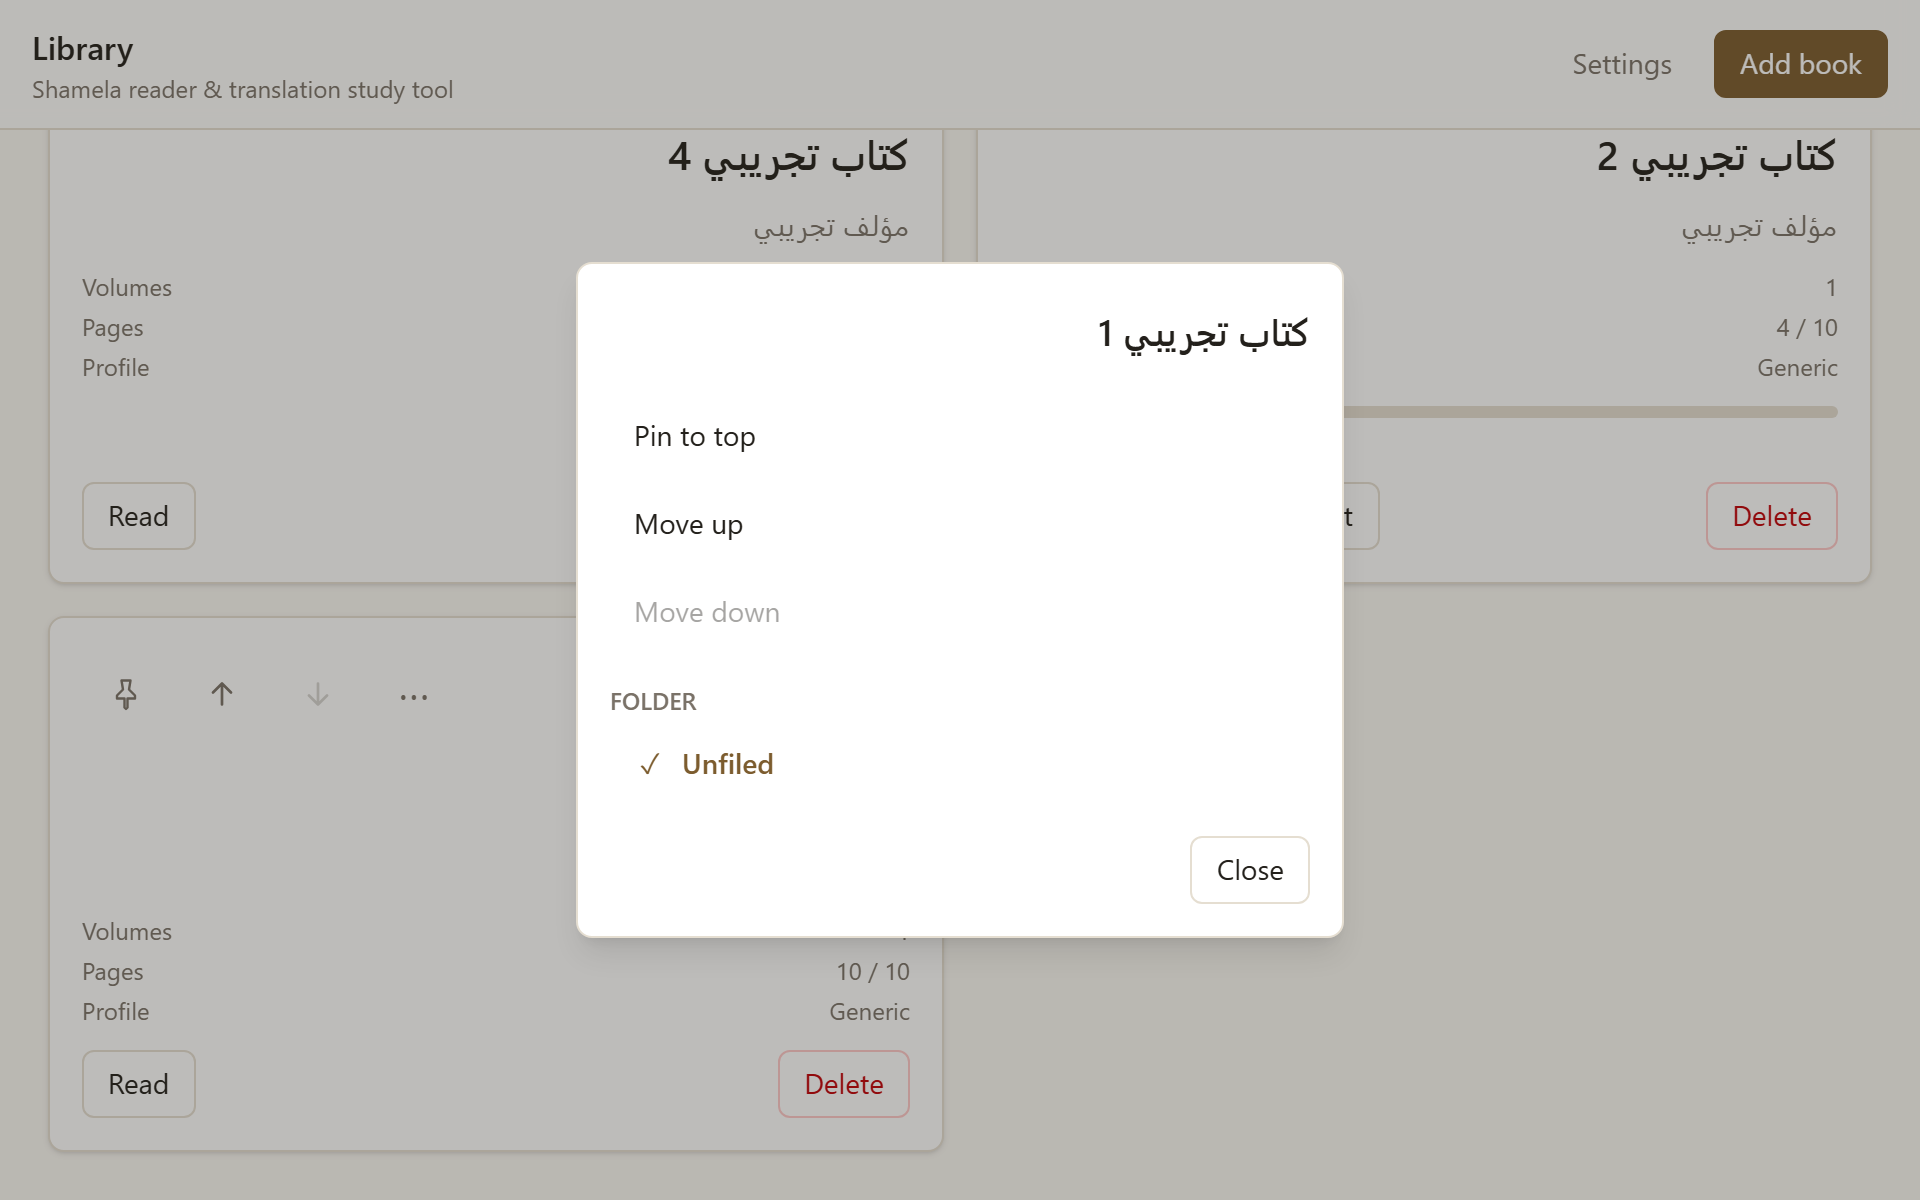 Library
Shamela reader & translation study tool
Settings
Add book
كتاب تجريبي 4
مؤلف تجريبي
Volumes
Pages
Profile
Read
كتاب تجريبي 2
مؤلف تجريبي
1
4 / 10
Generic
Delete
كتاب تجريبي 1
Pin to top
Move up
Move down
FOLDER
✓ Unfiled
Close
Volumes
Pages 10 / 10
Profile Generic
Read Delete